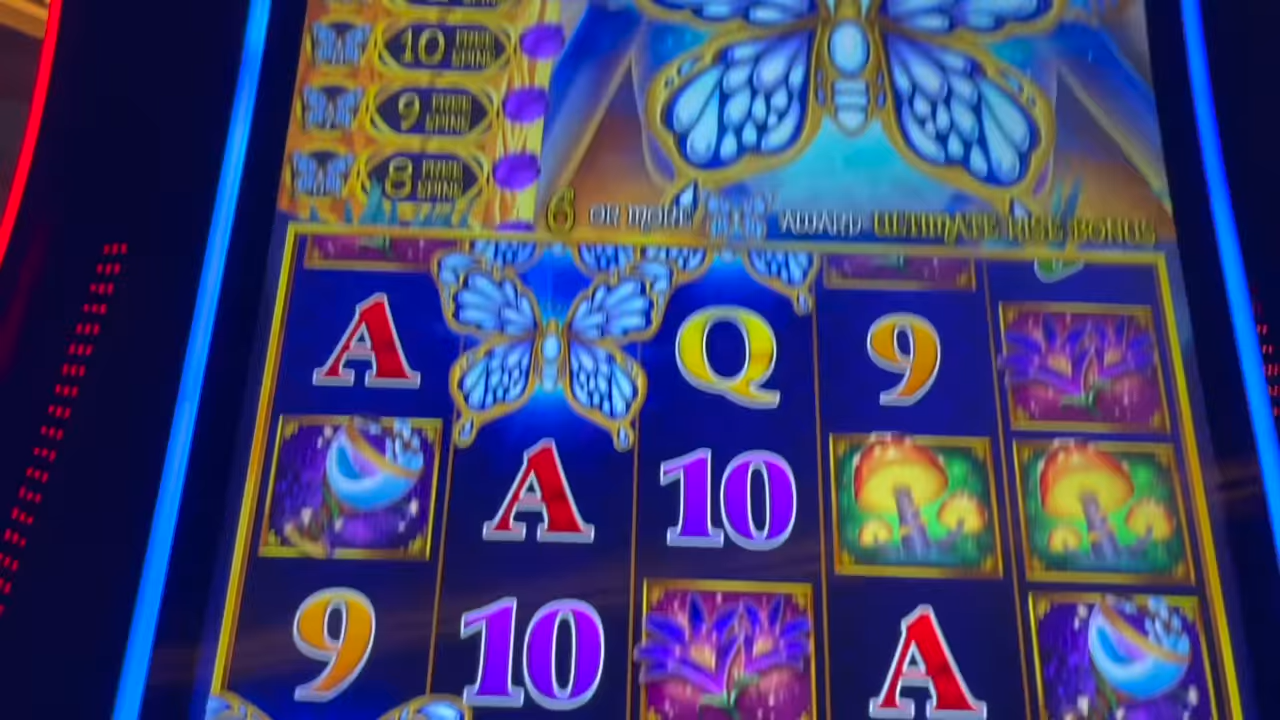 10 FREE SPINS
9 FREE SPINS
8 FREE SPINS
6 OR MORE AWARD ULTIMATE RISE BONUS
A Q 9
A 10
9 10 A